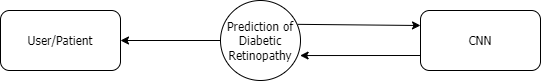 User/Patient
Prediction of
Diabetic
Retinopathy
CNN